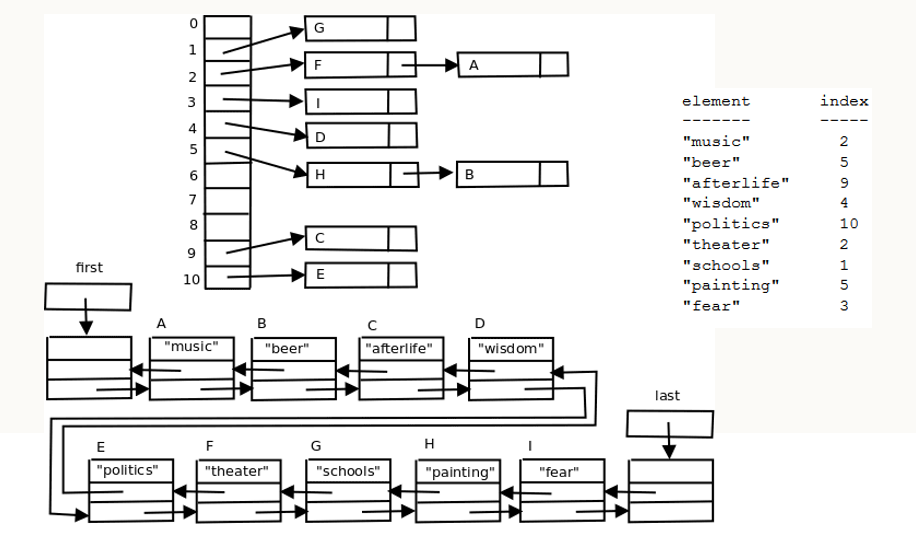 0
1
2
3
4
5
6
7
8
9
10
G
F
A
I
D
H
B
C
E
element index
------- -----
"music" 2
"beer" 5
"afterlife" 9
"wisdom" 4
"politics" 10
"theater" 2
"schools" 1
"painting" 5
"fear" 3
first
A B C D
"music" "beer" "afterlife" "wisdom"
last
E F G H I
"politics" "theater" "schools" "painting" "fear"